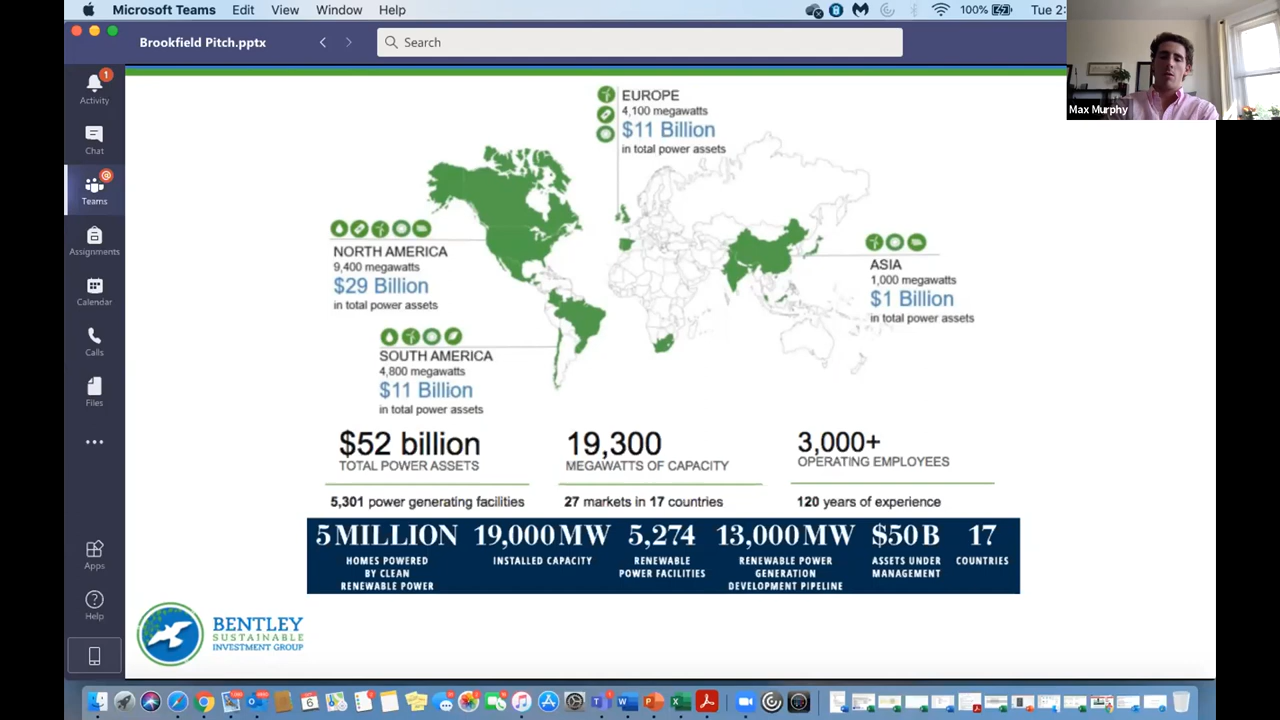 Microsoft Teams Edit View Window Help
100%
Tue 2:
Brookfield Pitch.pptx
Search
Max Murphy
1
Activity
Chat
Teams
Assignments
Calendar
Calls
Files
Apps
Help
EUROPE
4,100 megawatts
$11 Billion
in total power assets
NORTH AMERICA
9,400 megawatts
$29 Billion
in total power assets
ASIA
1,000 megawatts
$1 Billion
in total power assets
SOUTH AMERICA
4,800 megawatts
$11 Billion
in total power assets
$52 billion
TOTAL POWER ASSETS
5,301 power generating facilities
19,300
MEGAWATTS OF CAPACITY
27 markets in 17 countries
3,000+
OPERATING EMPLOYEES
120 years of experience
5 MILLION
HOMES POWERED
BY CLEAN
RENEWABLE POWER
19,000 MW
INSTALLED CAPACITY
5,274
RENEWABLE
POWER FACILITIES
13,000 MW
RENEWABLE POWER
GENERATION
DEVELOPMENT PIPELINE
$50 B
ASSETS UNDER
MANAGEMENT
17
COUNTRIES
BENTLEY
SUSTAINABLE
INVESTMENT GROUP
6